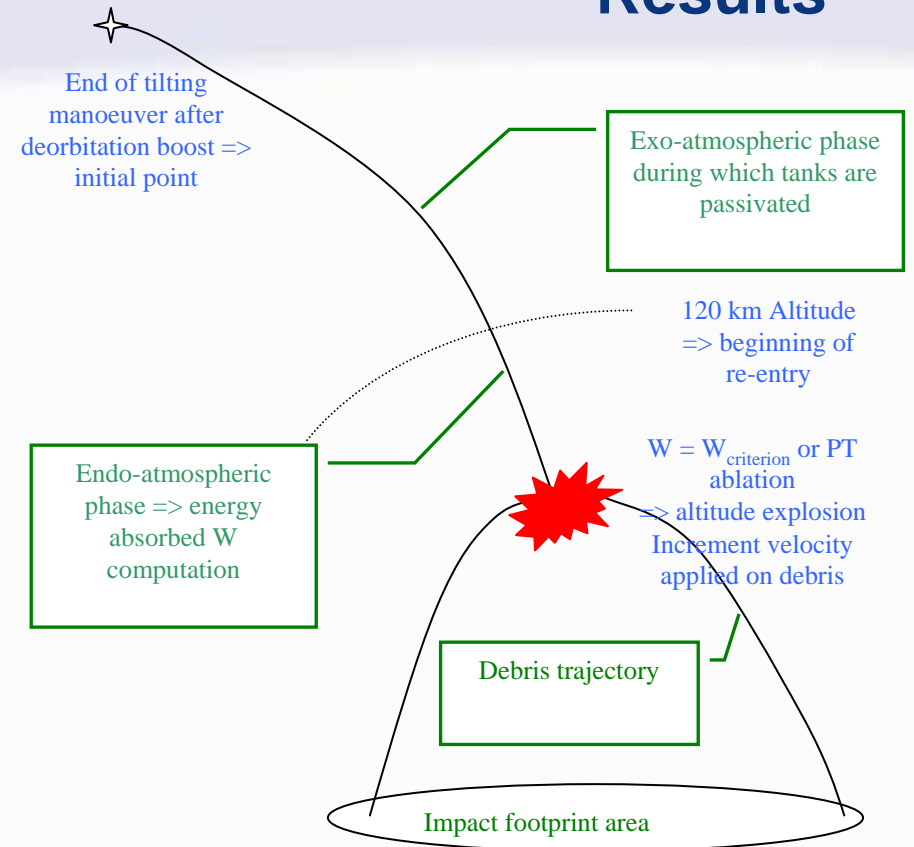 Results
End of tilting
manoeuver after
deorbitation boost =>
initial point
Exo-atmospheric phase
during which tanks are
passivated
120 km Altitude
=> beginning of
re-entry
Endo-atmospheric
phase => energy
absorbed W
computation
W = Wcriterion or PT
ablation
=> altitude explosion
Increment velocity
applied on debris
Debris trajectory
Impact footprint area